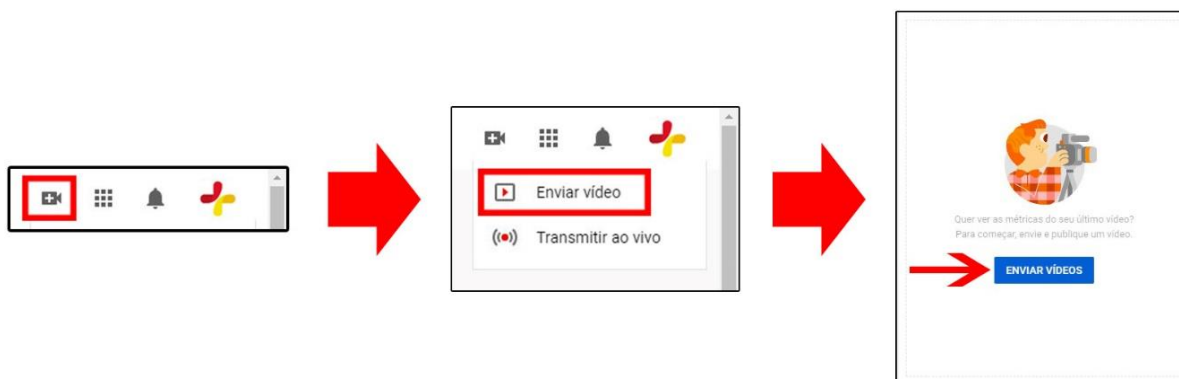 Enviar vídeo
Transmitir ao vivo
Quer ver as métricas do seu último vídeo?
Para começar, envie e publique um vídeo.
ENVIAR VÍDEOS